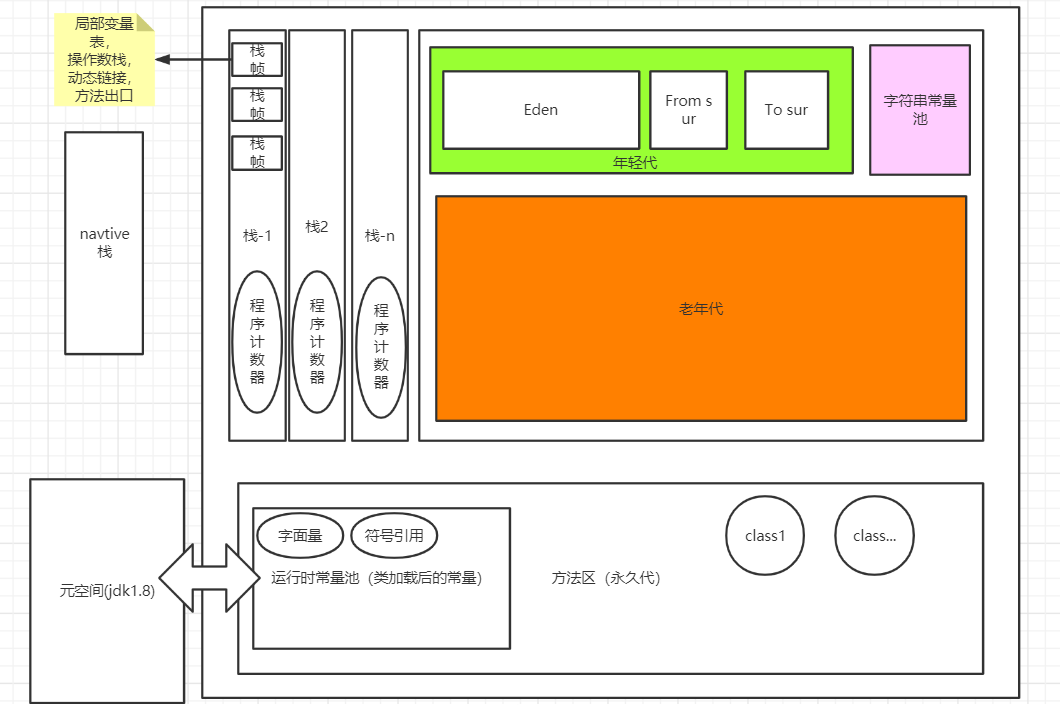 局部变量
表，
操作数栈，
动态链接，
方法出口
navtive
栈
栈
帧
栈
帧
栈
帧
栈-1
程
序
计
数
器
栈2
程
序
计
数
器
栈-n
程
序
计
数
器
Eden
From s
ur
To sur
年轻代
字符串常量
池
老年代
元空间(jdk1.8)
字面量
符号引用
运行时常量池（类加载后的常量）
方法区（永久代）
class1
class...